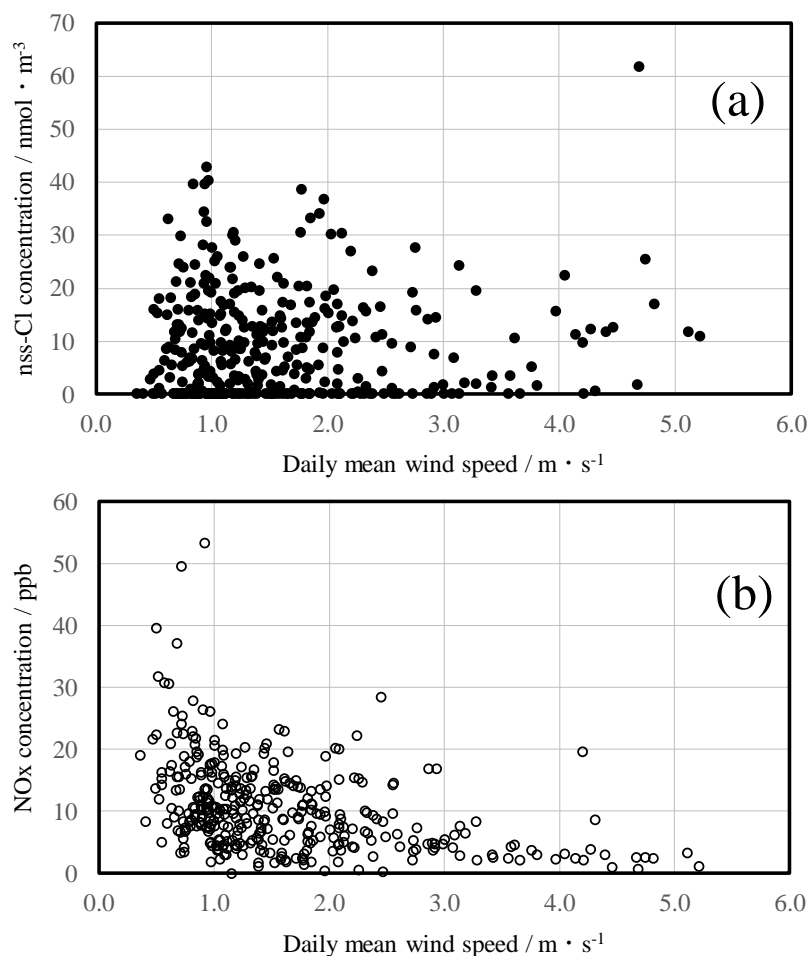 70
60
50
40
30
20
10
0
nss-Cl concentration / nmol・m-3
(a)
0.0 1.0 2.0 3.0 4.0 5.0 6.0
Daily mean wind speed / m・s-1
60
50
40
30
20
10
0
NOx concentration / ppb
(b)
0.0 1.0 2.0 3.0 4.0 5.0 6.0
Daily mean wind speed / m・s-1